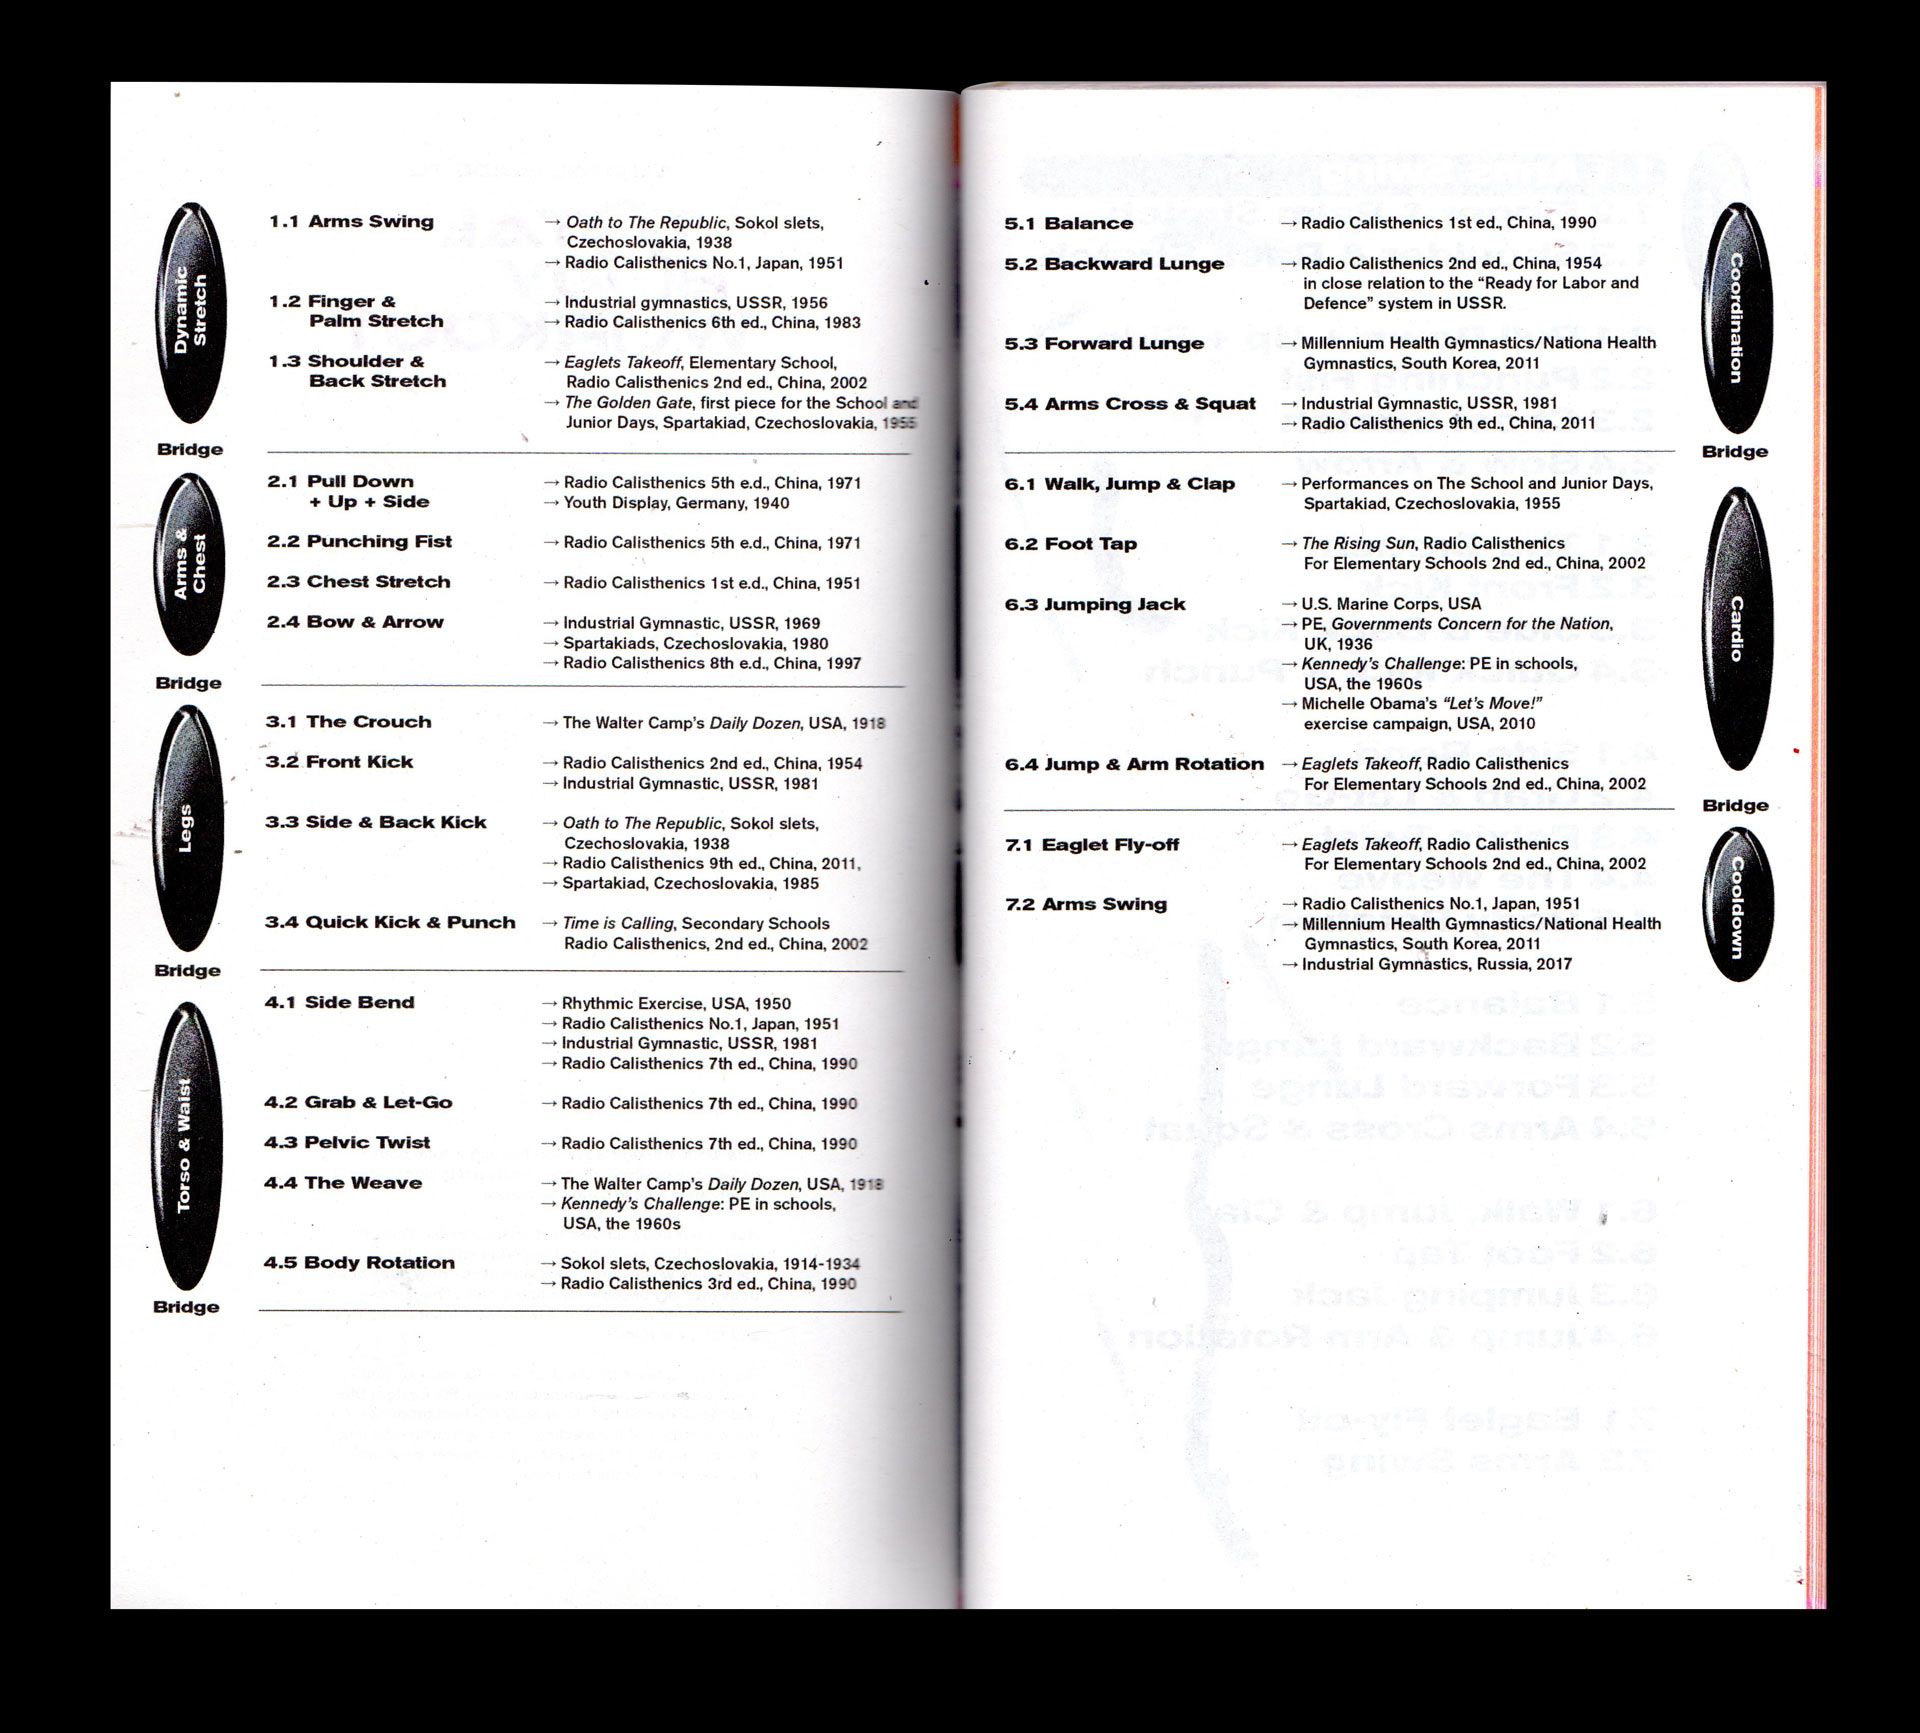 Dynamic
Stretch
1.1 Arms Swing
→ Oath to The Republic, Sokol slets,
Czechoslovakia, 1938
→ Radio Calisthenics No.1, Japan, 1951
1.2 Finger &
Palm Stretch
→ Industrial gymnastics, USSR, 1956
→ Radio Calisthenics 6th ed., China, 1983
1.3 Shoulder &
Back Stretch
→ Eaglets Takeoff, Elementary School,
Radio Calisthenics 2nd ed., China, 2002
→ The Golden Gate, first piece for the School and
Junior Days, Spartakiad, Czechoslovakia, 1955
Bridge
Arms &
Chest
2.1 Pull Down
+ Up + Side
→ Radio Calisthenics 5th e.d., China, 1971
→ Youth Display, Germany, 1940
2.2 Punching Fist
→ Radio Calisthenics 5th e.d., China, 1971
2.3 Chest Stretch
→ Radio Calisthenics 1st e.d., China, 1951
2.4 Bow & Arrow
→ Industrial Gymnastic, USSR, 1969
→ Spartakiads, Czechoslovakia, 1980
→ Radio Calisthenics 8th e.d., China, 1997
Bridge
Legs
3.1 The Crouch
→ The Walter Camp's Daily Dozen, USA, 1918
3.2 Front Kick
→ Radio Calisthenics 2nd ed., China, 1954
→ Industrial Gymnastic, USSR, 1981
3.3 Side & Back Kick
→ Oath to The Republic, Sokol slets,
Czechoslovakia, 1938
→ Radio Calisthenics 9th ed., China, 2011,
→ Spartakiad, Czechoslovakia, 1985
3.4 Quick Kick & Punch
→ Time is Calling, Secondary Schools
Radio Calisthenics, 2nd ed., China, 2002
Bridge
Torso & Waist
4.1 Side Bend
→ Rhythmic Exercise, USA, 1950
→ Radio Calisthenics No.1, Japan, 1951
→ Industrial Gymnastic, USSR, 1981
→ Radio Calisthenics 7th ed., China, 1990
4.2 Grab & Let-Go
→ Radio Calisthenics 7th ed., China, 1990
4.3 Pelvic Twist
→ Radio Calisthenics 7th ed., China, 1990
4.4 The Weave
→ The Walter Camp's Daily Dozen, USA, 1918
→ Kennedy's Challenge: PE in schools,
USA, the 1960s
4.5 Body Rotation
→ Sokol slets, Czechoslovakia, 1914-1934
→ Radio Calisthenics 3rd ed., China, 1990
Bridge
Coordination
5.1 Balance
→ Radio Calisthenics 1st ed., China, 1990
5.2 Backward Lunge
→ Radio Calisthenics 2nd ed., China, 1954
in close relation to the “Ready for Labor and
Defence” system in USSR.
5.3 Forward Lunge
→ Millennium Health Gymnastics/Nationa Health
Gymnastics, South Korea, 2011
5.4 Arms Cross & Squat
→ Industrial Gymnastic, USSR, 1981
→ Radio Calisthenics 9th ed., China, 2011
Bridge
Cardio
6.1 Walk, Jump & Clap
→ Performances on The School and Junior Days,
Spartakiad, Czechoslovakia, 1955
6.2 Foot Tap
→ The Rising Sun, Radio Calisthenics
For Elementary Schools 2nd ed., China, 2002
6.3 Jumping Jack
→ U.S. Marine Corps, USA
→ PE, Governments Concern for the Nation,
UK, 1936
→ Kennedy's Challenge: PE in schools,
USA, the 1960s
→ Michelle Obama's “Let's Move!”
exercise campaign, USA, 2010
6.4 Jump & Arm Rotation
→ Eaglets Takeoff, Radio Calisthenics
For Elementary Schools 2nd ed., China, 2002
Bridge
Cooldown
7.1 Eaglet Fly-off
→ Eaglets Takeoff, Radio Calisthenics
For Elementary Schools 2nd ed., China, 2002
7.2 Arms Swing
→ Radio Calisthenics No.1, Japan, 1951
→ Millennium Health Gymnastics/National Health
Gymnastics, South Korea, 2011
→ Industrial Gymnastics, Russia, 2017